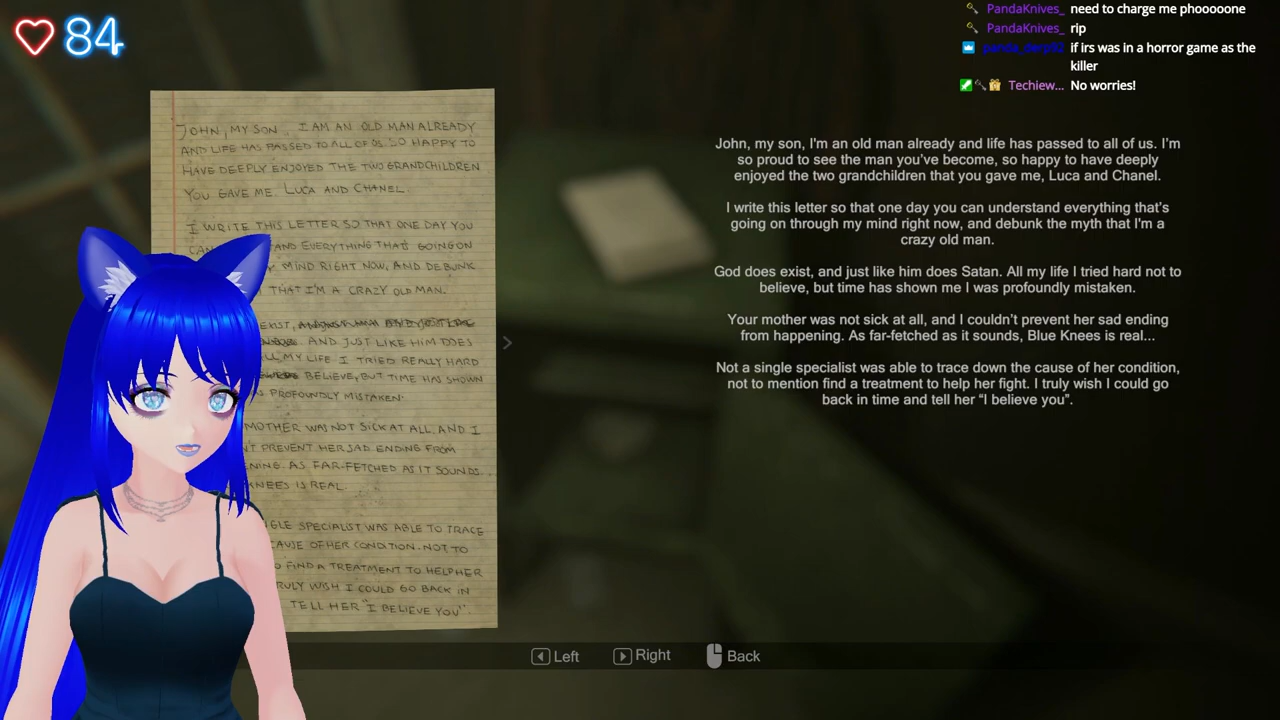 84
PandaKnives_ need to charge me phooooone
PandaKnives_ rip
panda_derp92 if irs was in a horror game as the
killer
Techiew... No worries!
JOHN, MY SON, I AM AN OLD MAN ALREADY
AND LIFE HAS PASSED TO ALL OF US. SO HAPPY TO
HAVE DEEPLY ENJOYED THE TWO GRANDCHILDREN
YOU GAVE ME. LUCA AND CHANEL.
I WRITE THIS LETTER SO THAT ONE DAY YOU
CAN AND EVERYTHING THAT'S GOING ON
MIND RIGHT NOW, AND DEBUNK
THAT I'M A CRAZY OLD MAN.
EXIST, AND JUST LIKE HIM DOES
MY LIFE I TRIED REALLY HARD
BELIEVE, BUT TIME HAS SHOWN
PROFOUNDLY MISTAKEN.
MOTHER WAS NOT SICK AT ALL, AND I
PREVENT HER SAD ENDING FROM
AS FAR-FETCHED AS IT SOUNDS..
IS REAL.
SPECIALIST WAS ABLE TO TRACE
OF HER CONDITION. NOT TO
FIND A TREATMENT TO HELP HER
WISH I COULD GO BACK IN
TELL HER "I BELIEVE YOU".
John, my son, I'm an old man already and life has passed to all of us. I'm
so proud to see the man you've become, so happy to have deeply
enjoyed the two grandchildren that you gave me, Luca and Chanel.
I write this letter so that one day you can understand everything that's
going on through my mind right now, and debunk the myth that I'm a
crazy old man.
God does exist, and just like him does Satan. All my life I tried hard not to
believe, but time has shown me I was profoundly mistaken.
Your mother was not sick at all, and I couldn't prevent her sad ending
from happening. As far-fetched as it sounds, Blue Knees is real...
Not a single specialist was able to trace down the cause of her condition,
not to mention find a treatment to help her fight. I truly wish I could go
back in time and tell her “I believe you”.
Left Right Back